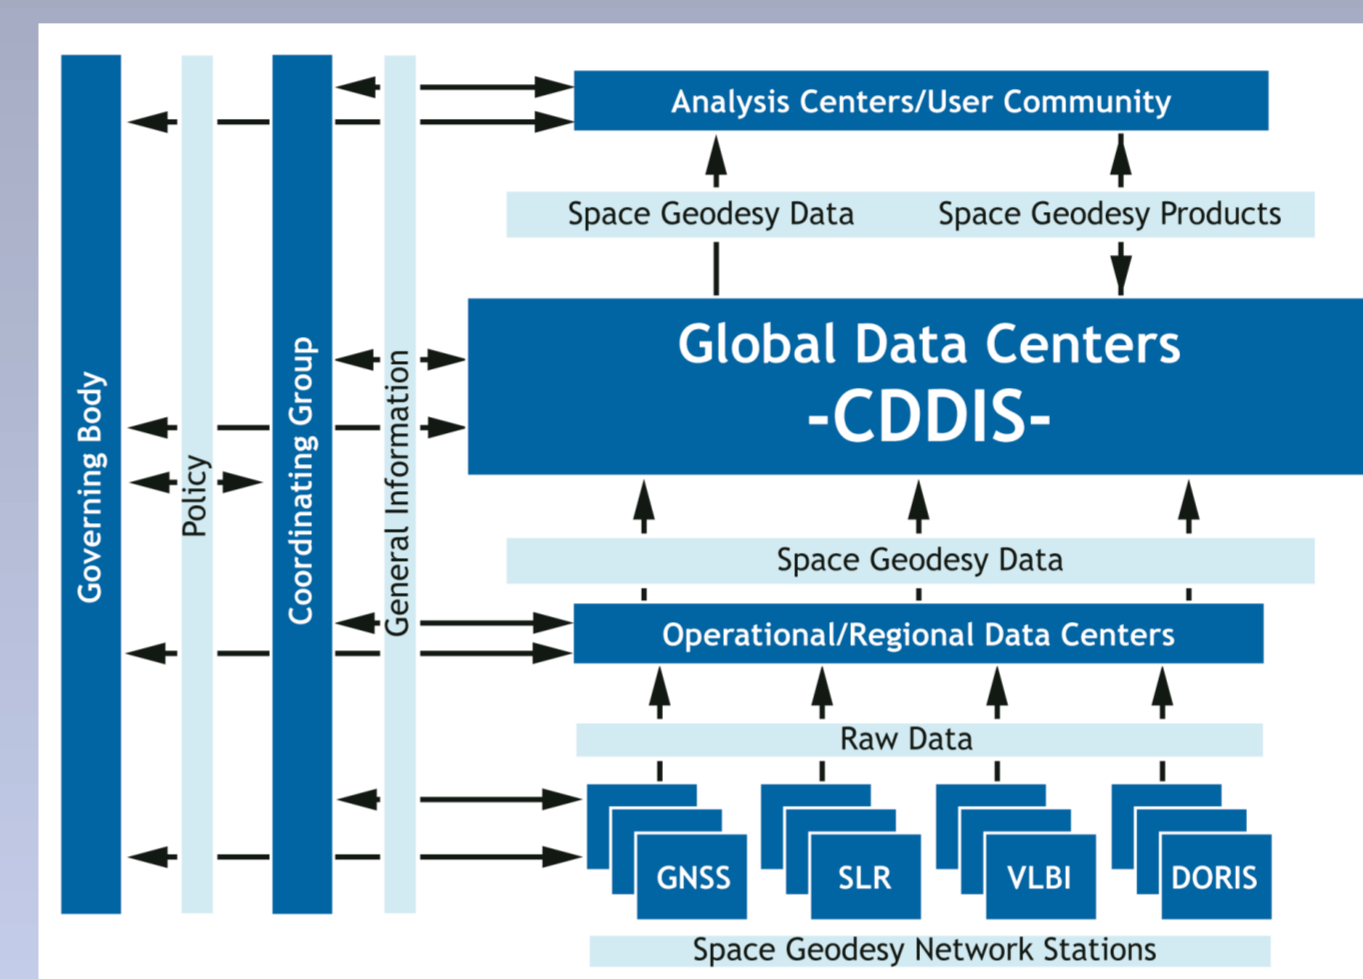 Governing Body
Policy
Coordinating Group
General Information
Analysis Centers/User Community
Space Geodesy Data
Space Geodesy Products
Global Data Centers
-CDDIS-
Space Geodesy Data
Operational/Regional Data Centers
Raw Data
GNSS
SLR
VLBI
DORIS
Space Geodesy Network Stations